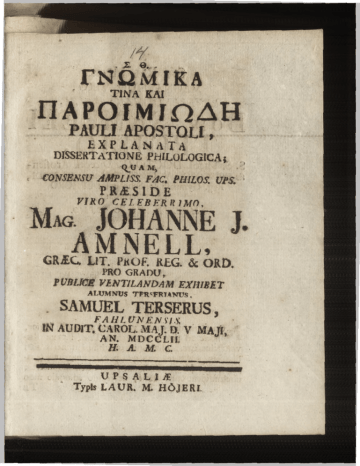 14.
Σ. Θ.
ΓΝΩΜΙΚΑ
ΤΙΝΑ ΚΑΙ
ΠΑΡΟΙΜΙΩΔΗ
PAULI APOSTOLI,
EXPLANATA
DISSERTATIONE PHILOLOGICA;
QUAM,
CONSENSU AMPLISS. FAC. PHILOS. UPS.
PRÆSIDE
VIRO CELEBERRIMO,
MAG. JOHANNE J.
AMNELL,
GRÆC. LIT. PROF. REG. & ORD.
PRO GRADU,
PUBLICE VENTILANDAM EXHIBET
ALUMNUS TERSERIANUS,
SAMUEL TERSERUS,
FAHLUNENSIS.
IN AUDIT. CAROL. MAJ. D. V MAJI,
AN. MDCCLII.
H. A. M. C.
UPSALIÆ
Typis LAUR. M. HÖJERI.